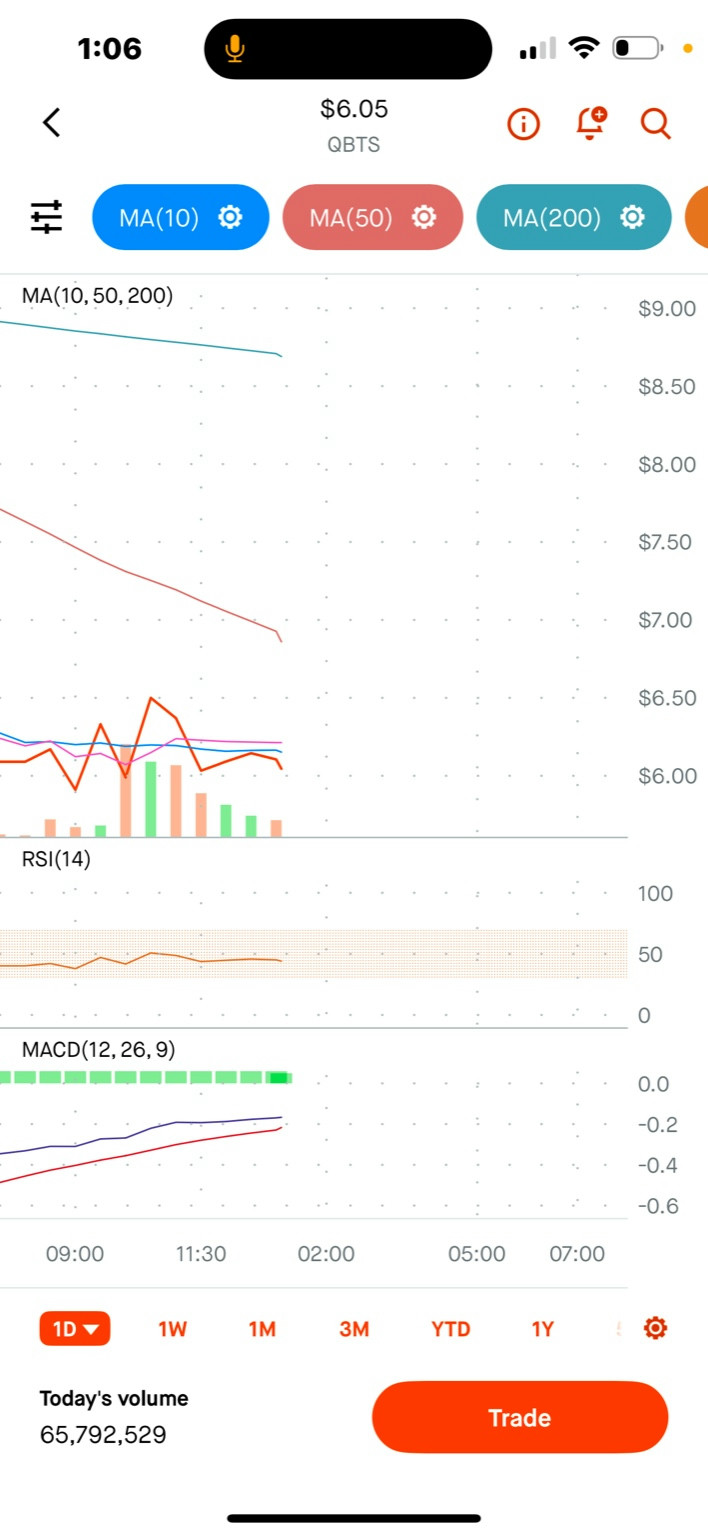 1:06
$6.05
QBTS
MA(10) MA(50) MA(200)
MA(10,50,200)
$9.00
$8.50
$8.00
$7.50
$7.00
$6.50
$6.00
RSI(14)
100
50
0
MACD(12,26,9)
0.0
-0.2
-0.4
-0.6
09:00 11:30 02:00 05:00 07:00
1D 1W 1M 3M YTD 1Y
Today's volume
65,792,529
Trade